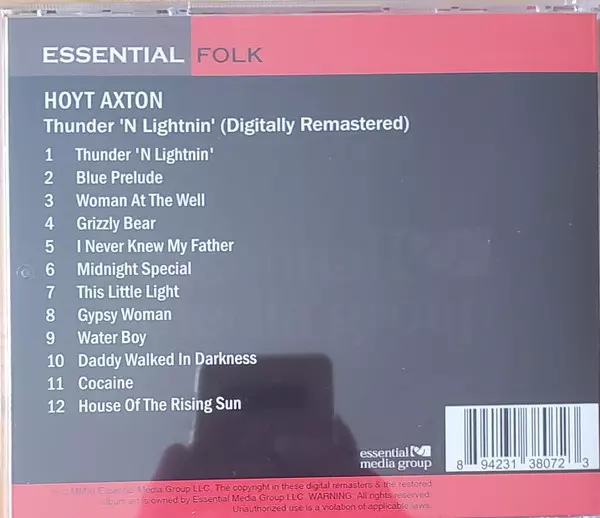 ESSENTIAL FOLK
HOYT AXTON
Thunder 'N Lightnin' (Digitally Remastered)
1 Thunder 'N Lightnin'
2 Blue Prelude
3 Woman At The Well
4 Grizzly Bear
5 I Never Knew My Father
6 Midnight Special
7 This Little Light
8 Gypsy Woman
9 Water Boy
10 Daddy Walked In Darkness
11 Cocaine
12 House Of The Rising Sun
essential
media group
8 94231 38072 3
Essential Media Group LLC. The copyright in these digital remasters & the restored
album art is owned by Essential Media Group LLC. WARNING: All rights reserved.
Unauthorized use is a violation of applicable laws.